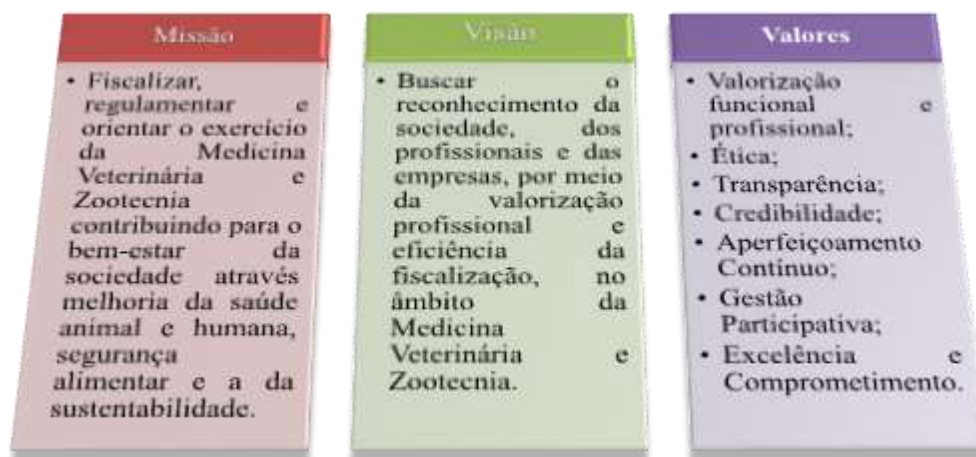 Missão
• Fiscalizar,
regulamentar e
orientar o exercício
da Medicina
Veterinária e
Zootecnia
contribuindo para o
bem-estar da
sociedade através
melhoria da saúde
animal e humana,
segurança
alimentar e a da
sustentabilidade.
Visão
• Buscar o
reconhecimento da
sociedade, dos
profissionais e das
empresas, por meio
da valorização
profissional e
eficiência da
fiscalização, no
âmbito da
Medicina
Veterinária e
Zootecnia.
Valores
• Valorização
funcional e
profissional;
• Ética;
• Transparência;
• Credibilidade;
• Aperfeiçoamento
Contínuo;
• Gestão
Participativa;
• Excelência e
Comprometimento.